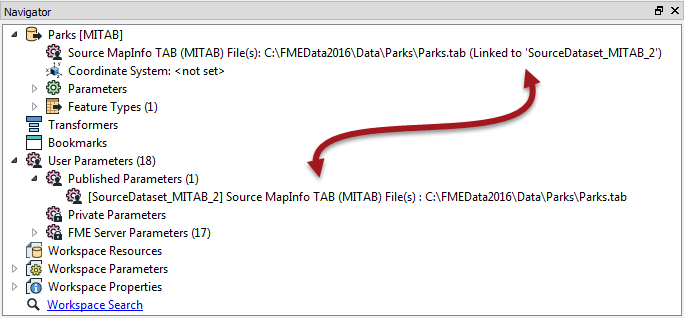 Navigator
Parks [MITAB]
Source MapInfo TAB (MITAB) File(s): C:\FMEData2016\Data\Parks\Parks.tab (Linked to 'SourceDataset_MITAB_2')
Coordinate System: <not set>
Parameters
Feature Types (1)
Transformers
Bookmarks
User Parameters (18)
Published Parameters (1)
[SourceDataset_MITAB_2] Source MapInfo TAB (MITAB) File(s) : C:\FMEData2016\Data\Parks\Parks.tab
Private Parameters
FME Server Parameters (17)
Workspace Resources
Workspace Parameters
Workspace Properties
Workspace Search